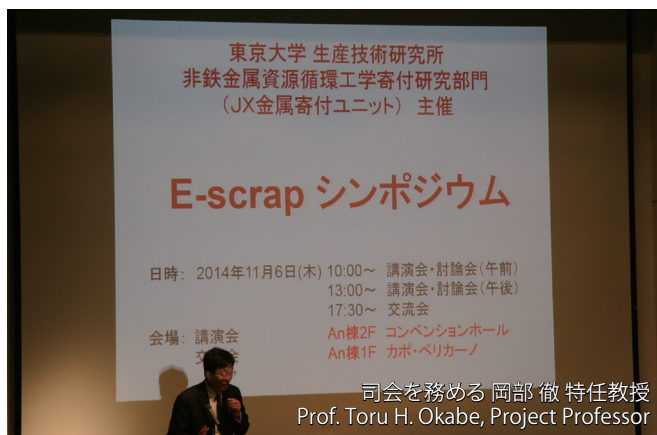 東京大学 生産技術研究所
非鉄金属資源循環工学寄付研究部門
（JX金属寄付ユニット） 主催
E-scrap シンポジウム
日時： 2014年11月6日(木) 10:00～ 講演会・討論会（午前）
13:00～ 講演会・討論会（午後）
17:30～ 交流会
会場： 講演会 An棟2F コンベンションホール
交 会 An棟1F カポ・ペリカーノ
司会を務める 岡部 徹 特任教授
Prof. Toru H. Okabe, Project Professor